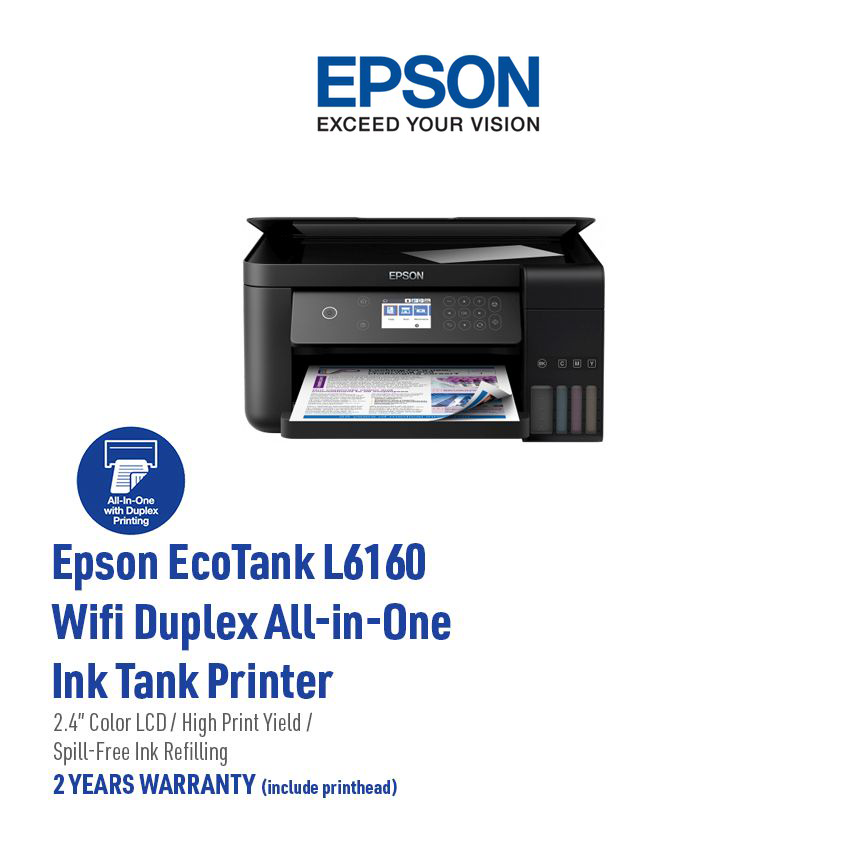 EPSON
EXCEED YOUR VISION
EPSON
BK C M Y
All-In-One
with Duplex
Printing
Epson EcoTank L6160
Wifi Duplex All-in-One
Ink Tank Printer
2.4” Color LCD / High Print Yield /
Spill-Free Ink Refilling
2 YEARS WARRANTY (include printhead)